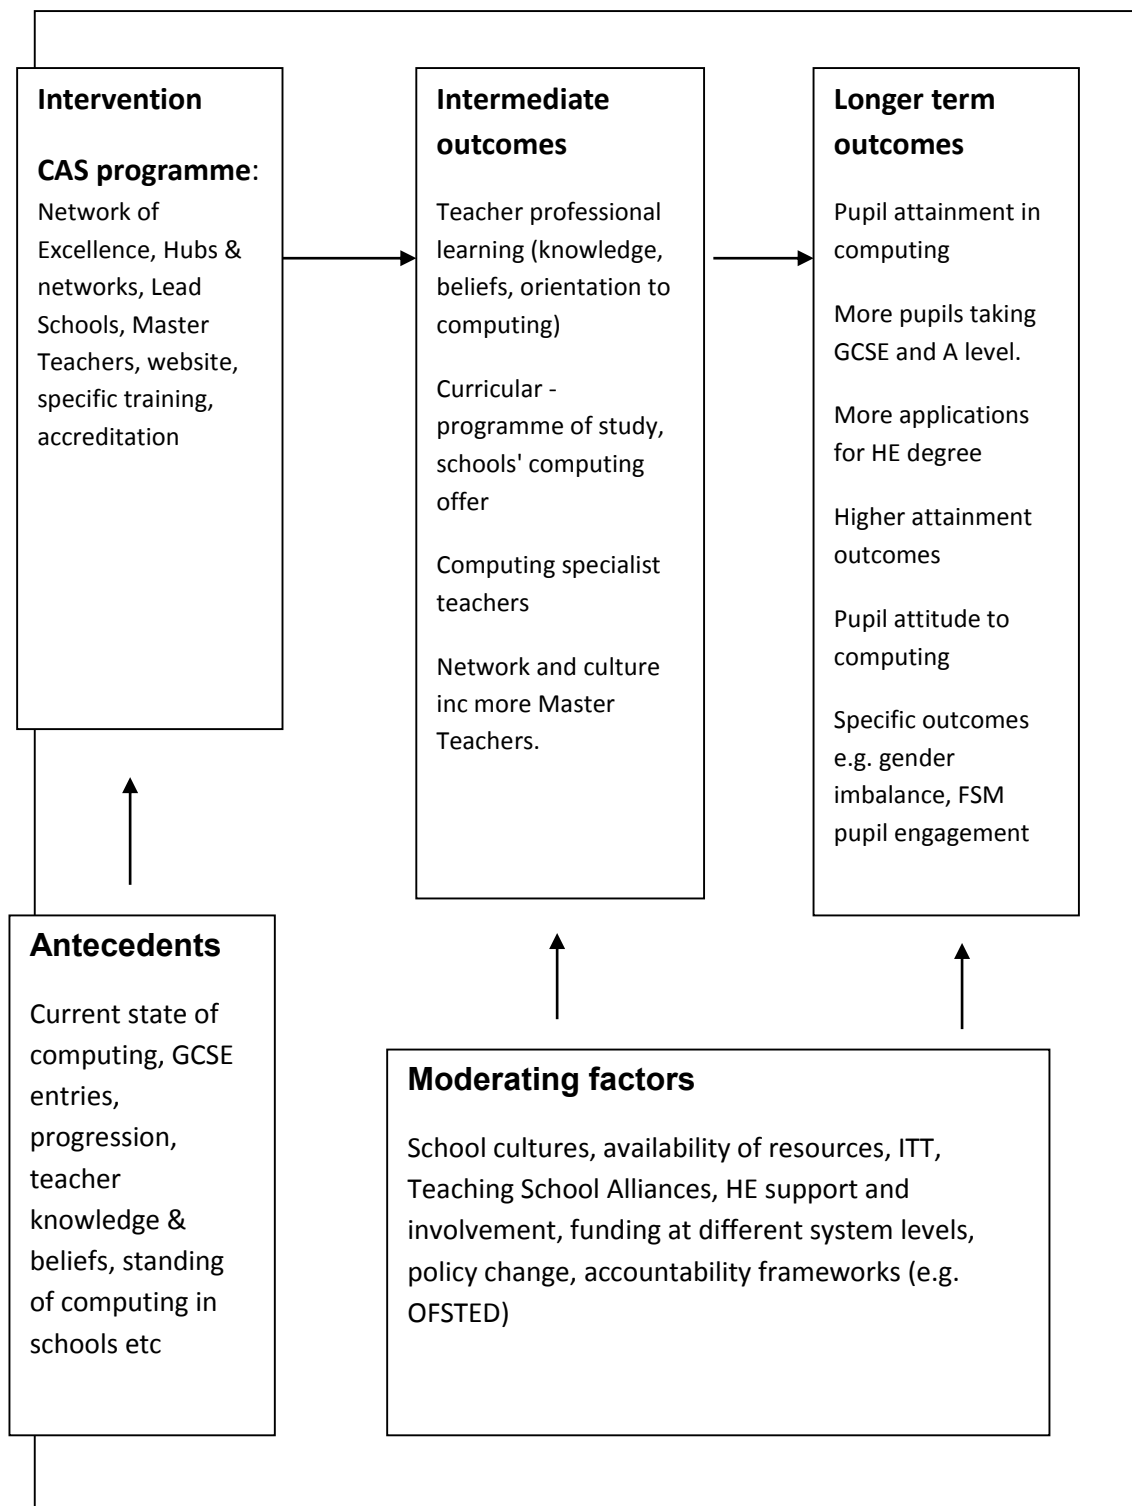 Intervention
CAS programme:
Network of
Excellence, Hubs &
networks, Lead
Schools, Master
Teachers, website,
specific training,
accreditation
Intermediate
outcomes
Teacher professional
learning (knowledge,
beliefs, orientation to
computing)
Curricular -
programme of study,
schools' computing
offer
Computing specialist
teachers
Network and culture
inc more Master
Teachers.
Longer term
outcomes
Pupil attainment in
computing
More pupils taking
GCSE and A level.
More applications
for HE degree
Higher attainment
outcomes
Pupil attitude to
computing
Specific outcomes
e.g. gender
imbalance, FSM
pupil engagement
Antecedents
Current state of
computing, GCSE
entries,
progression,
teacher
knowledge &
beliefs, standing
of computing in
schools etc
Moderating factors
School cultures, availability of resources, ITT,
Teaching School Alliances, HE support and
involvement, funding at different system levels,
policy change, accountability frameworks (e.g.
OFSTED)